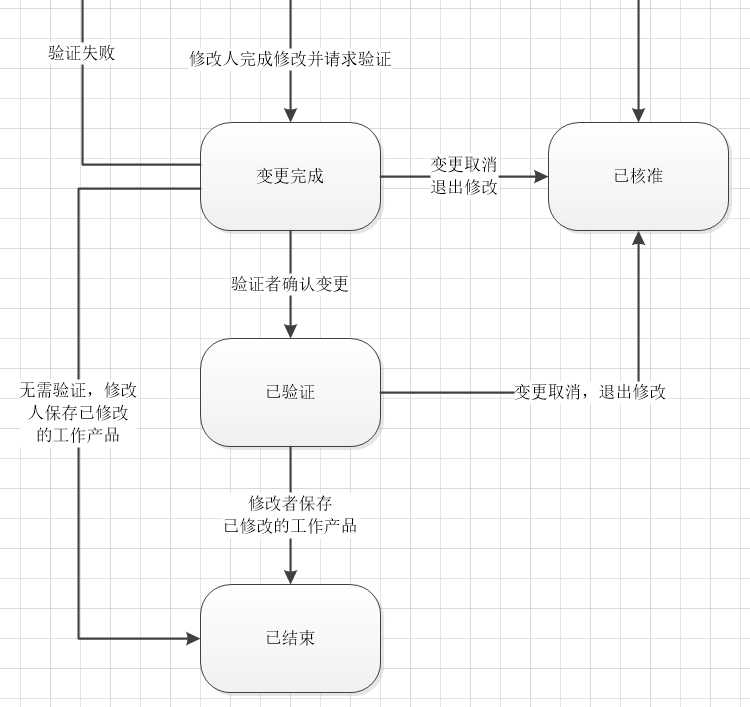 验证失败
修改人完成修改并请求验证
变更完成
变更取消
退出修改
已核准
验证者确认变更
无需验证，修改
人保存已修改
的工作产品
已验证
变更取消，退出修改
修改者保存
已修改的工作产品
已结束